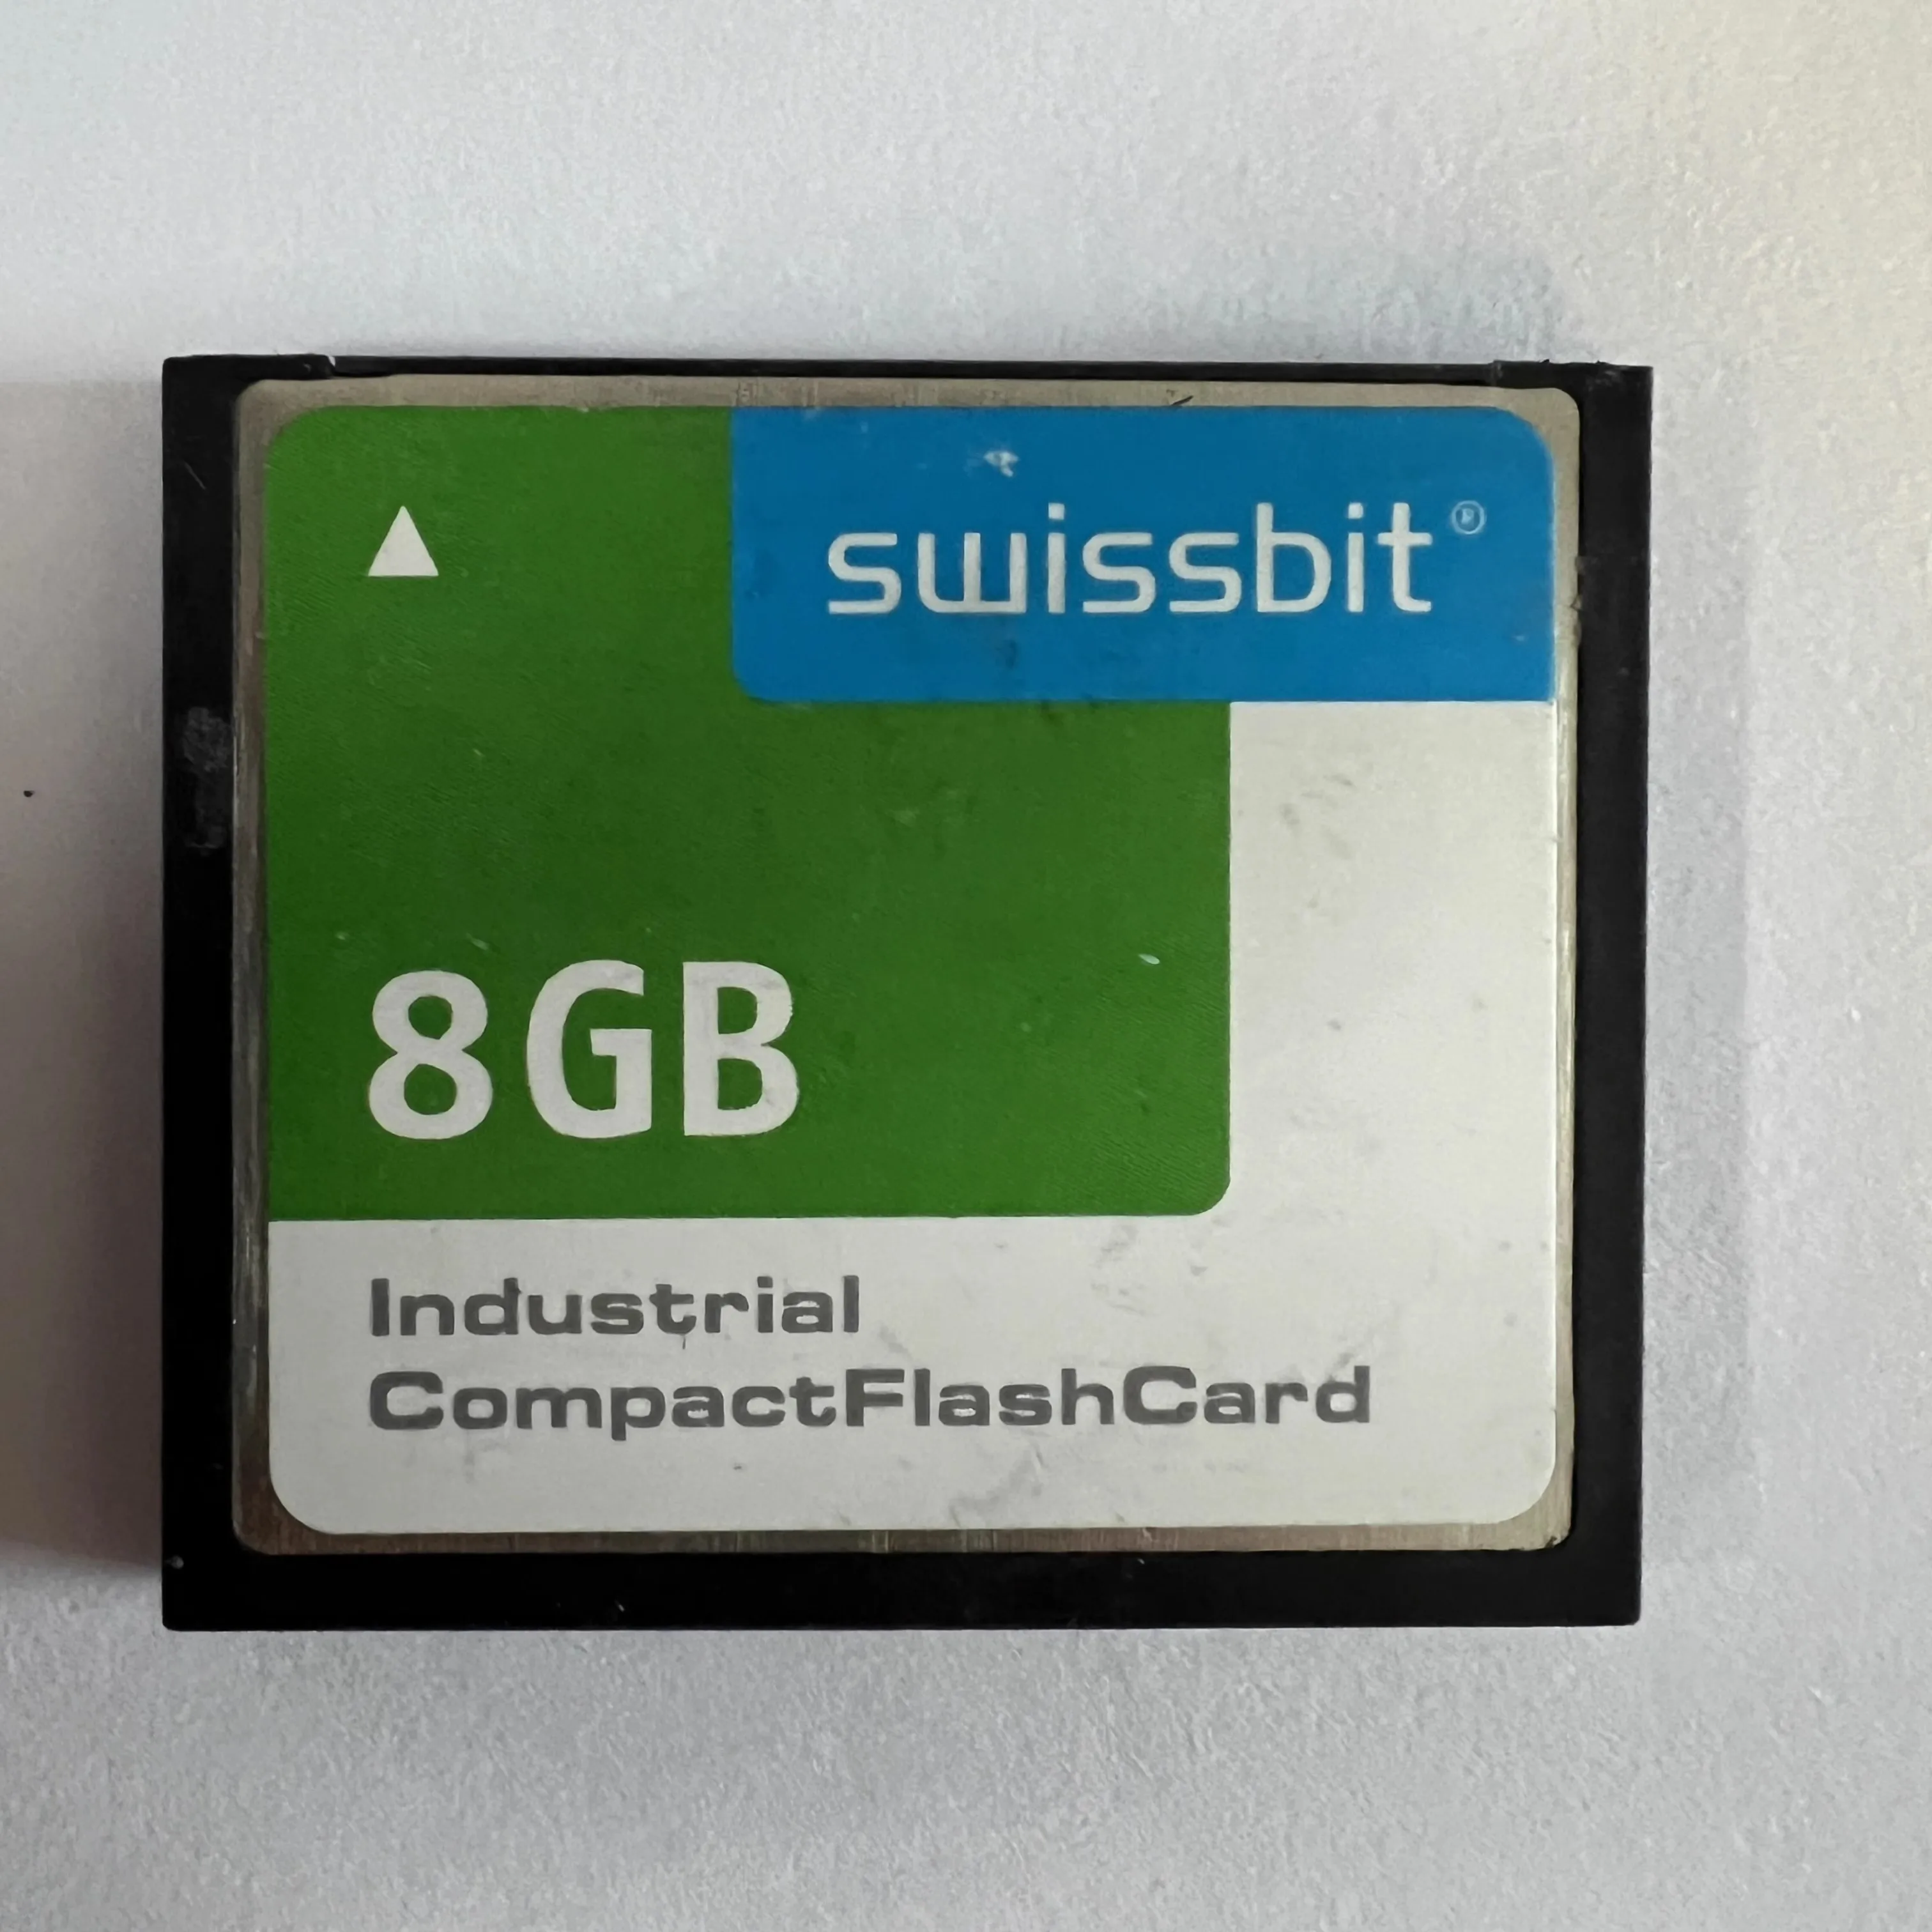 swissbit®
8GB
Industrial
CompactFlashCard